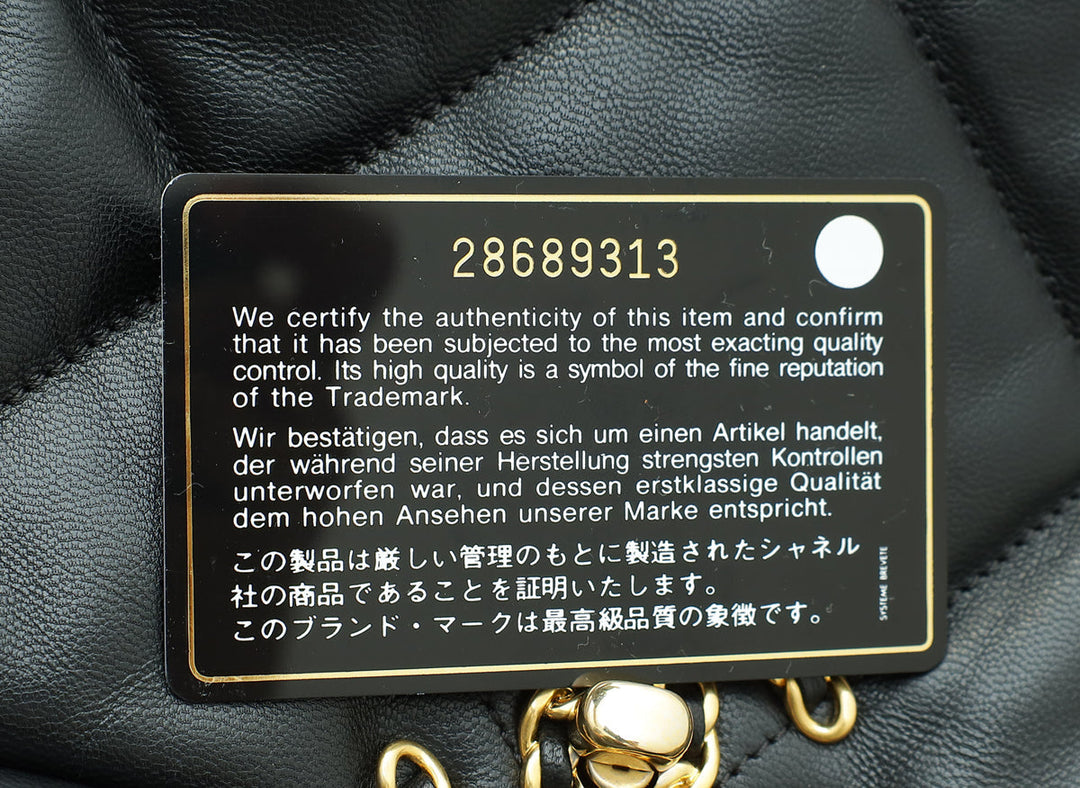 28689313
We certify the authenticity of this item and confirm
that it has been subjected to the most exacting quality
control. Its high quality is a symbol of the fine reputation
of the Trademark.
Wir bestätigen, dass es sich um einen Artikel handelt,
der während seiner Herstellung strengsten Kontrollen
unterworfen war, und dessen erstklassige Qualität
dem hohen Ansehen unserer Marke entspricht.
この製品は厳しい管理のもとに製造されたシャネル
社の商品であることを証明いたします。
このブランド・マークは最高級品質の象徴です。
SYSTEME BREVETE